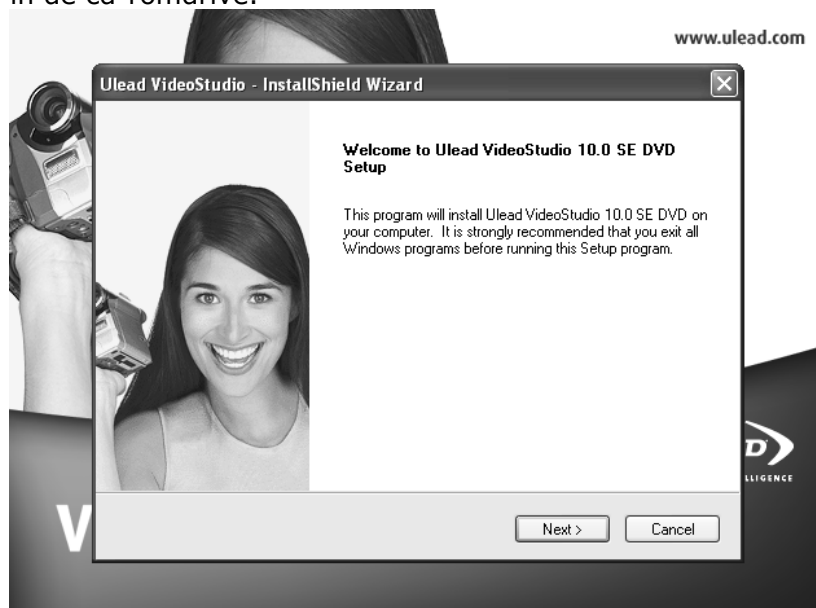 www.ulead.com
Ulead VideoStudio - InstallShield Wizard
Welcome to Ulead VideoStudio 10.0 SE DVD
Setup
This program will install Ulead VideoStudio 10.0 SE DVD on
your computer. It is strongly recommended that you exit all
Windows programs before running this Setup program.
D
LLIGENCE
V
Next >
Cancel